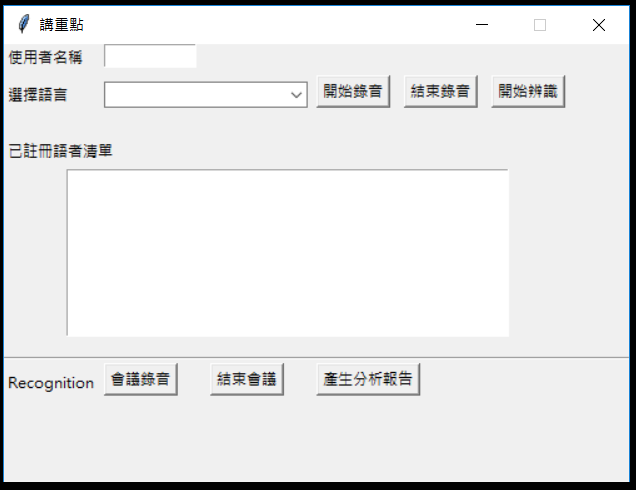 講重點
使用者名稱
選擇語言 開始錄音 結束錄音 開始辨識
已註冊語者清單
Recognition 會議錄音 結束會議 產生分析報告